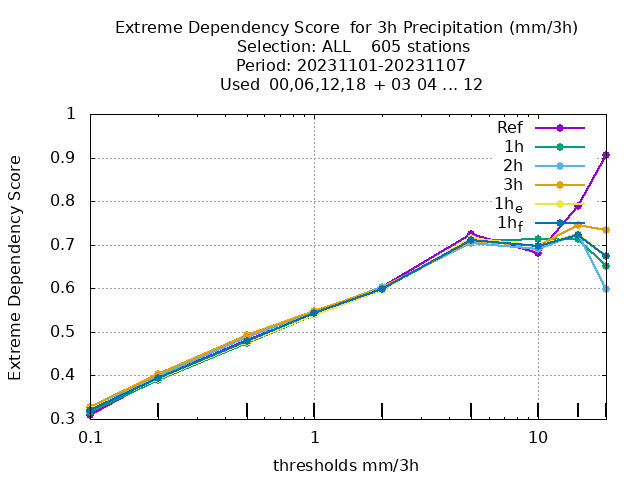 Extreme Dependency Score  for 3h Precipitation (mm/3h)
Selection: ALL    605 stations
Period: 20231101-20231107
Used  00,06,12,18  + 03 04 ... 12
Extreme Dependency Score
1
0.9
0.8
0.7
0.6
0.5
0.4
0.3
Ref
1h
2h
3h
1h_e
1h_f
0.1 1 10
thresholds mm/3h